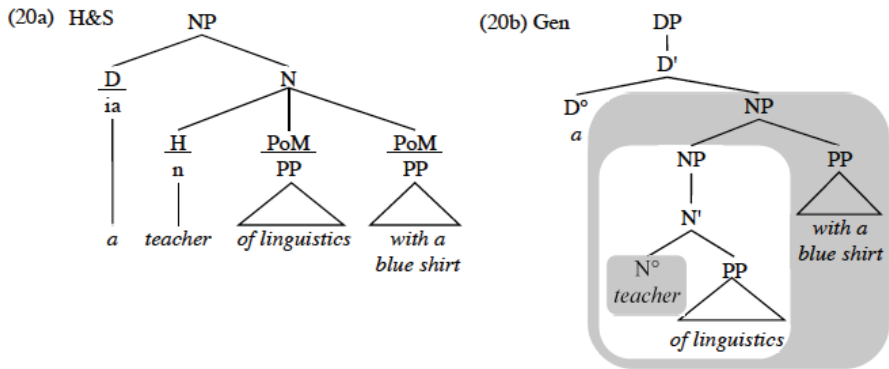 (20a) H&S NP
D N
ia
H PoM PoM
n PP PP
a teacher of linguistics with a
blue shirt
(20b) Gen DP
D'
D° NP
a
NP PP
with a
blue shirt
N'
N° PP
teacher
of linguistics